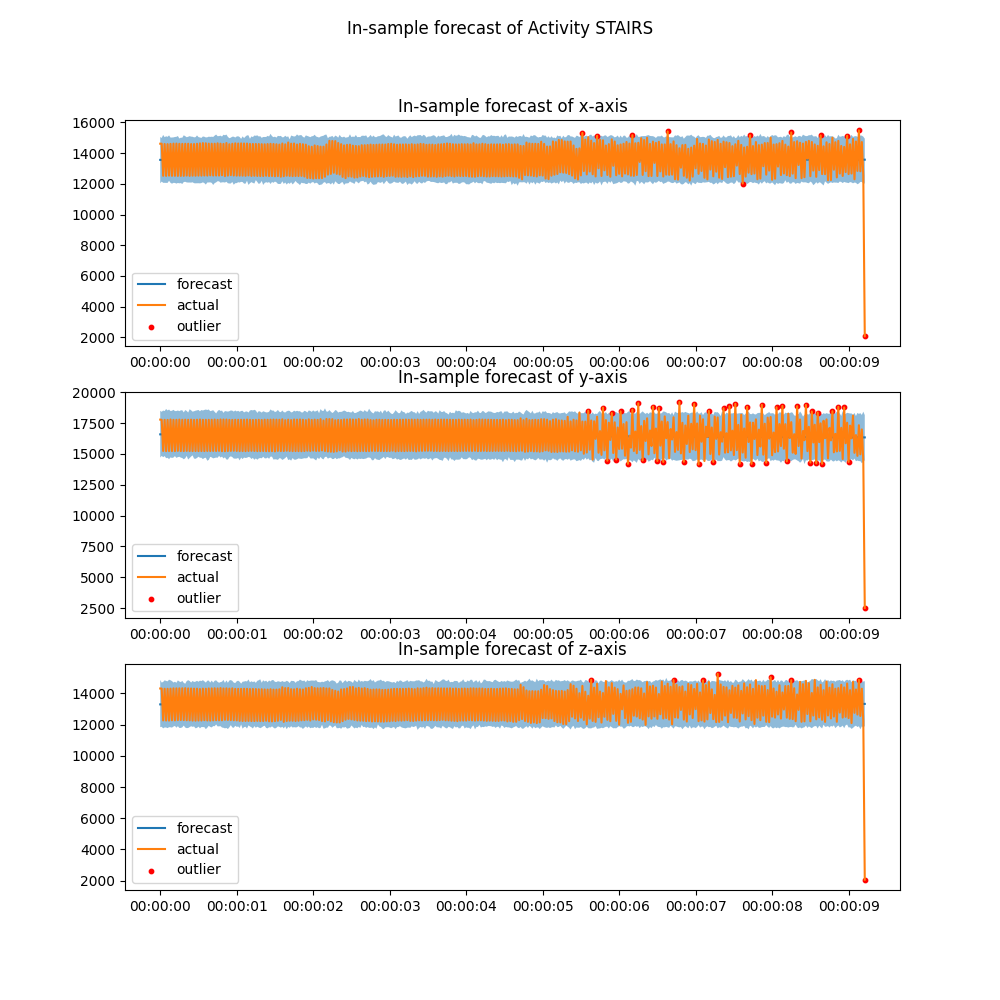 In-sample forecast of Activity STAIRS
In-sample forecast of x-axis
16000
14000
12000
10000
8000
6000
4000
2000
forecast
actual
outlier
00:00:00 00:00:01 00:00:02 00:00:03 00:00:04 00:00:05 00:00:06 00:00:07 00:00:08 00:00:09
In-sample forecast of y-axis
20000
17500
15000
12500
10000
7500
5000
2500
forecast
actual
outlier
00:00:00 00:00:01 00:00:02 00:00:03 00:00:04 00:00:05 00:00:06 00:00:07 00:00:08 00:00:09
In-sample forecast of z-axis
14000
12000
10000
8000
6000
4000
2000
forecast
actual
outlier
00:00:00 00:00:01 00:00:02 00:00:03 00:00:04 00:00:05 00:00:06 00:00:07 00:00:08 00:00:09